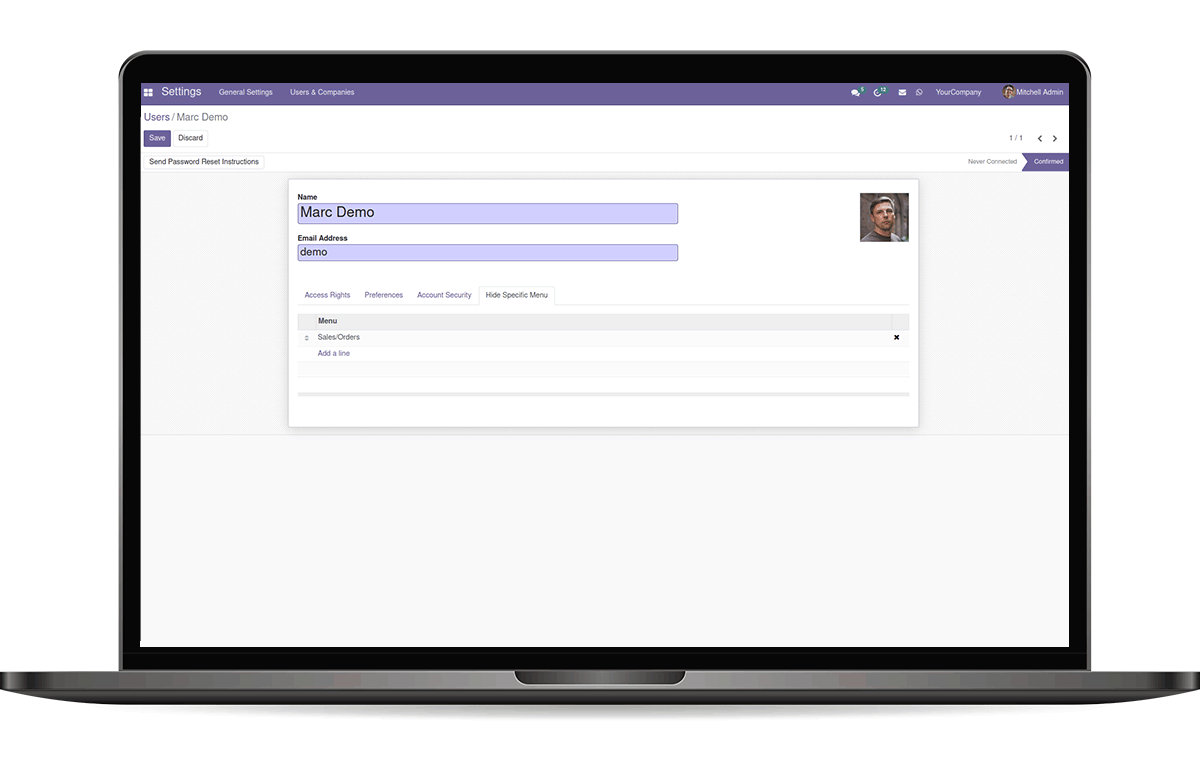 Settings General Settings Users & Companies 5 12 YourCompany Mitchell Admin
Users / Marc Demo
Save Discard 1 / 1
Send Password Reset Instructions Never Connected Confirmed
Name
Marc Demo
Email Address
demo
Access Rights Preferences Account Security Hide Specific Menu
Menu
Sales/Orders
Add a line